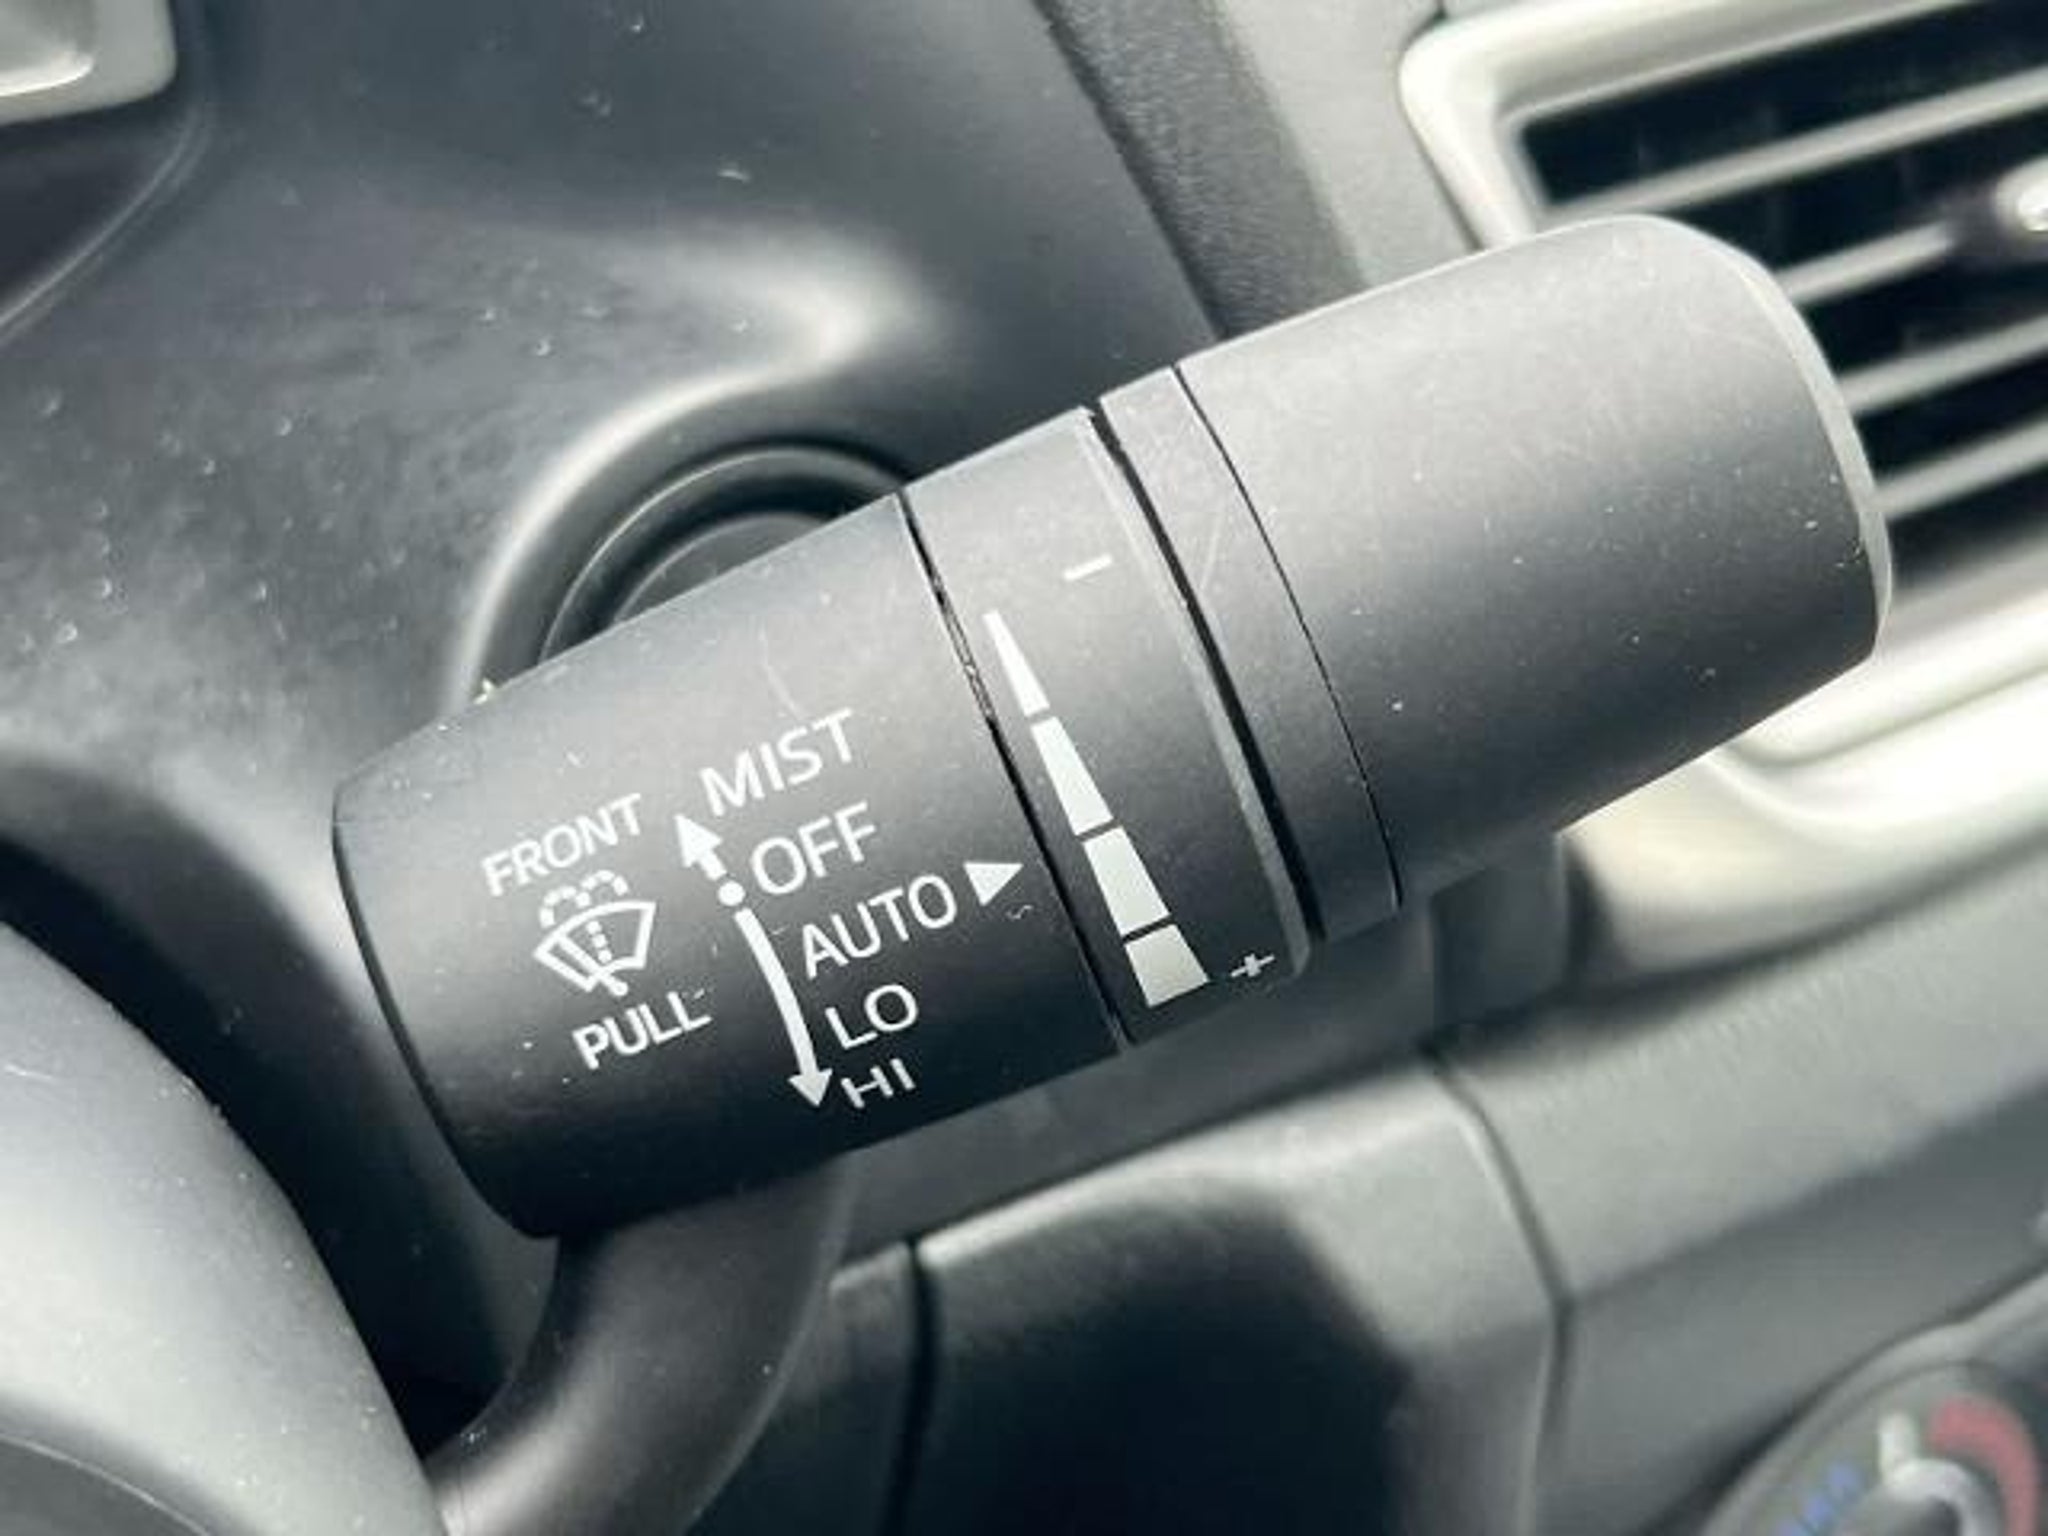 FRONT
PULL
MIST
OFF
AUTO
LO
HI
−
+